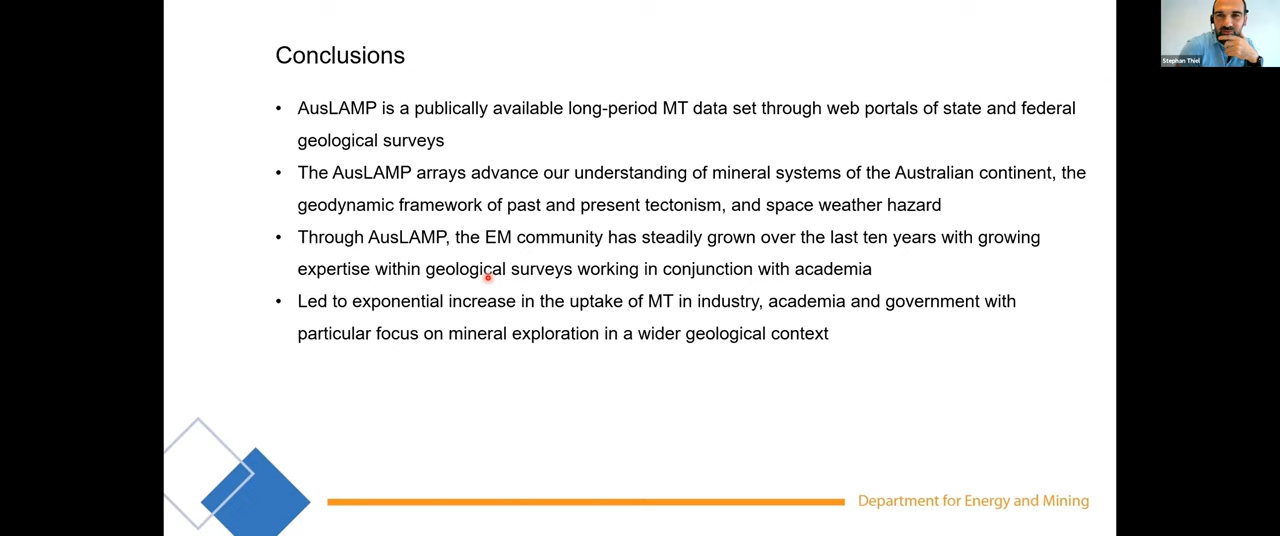 Conclusions
• AusLAMP is a publically available long-period MT data set through web portals of state and federal
geological surveys
• The AusLAMP arrays advance our understanding of mineral systems of the Australian continent, the
geodynamic framework of past and present tectonism, and space weather hazard
• Through AusLAMP, the EM community has steadily grown over the last ten years with growing
expertise within geological surveys working in conjunction with academia
• Led to exponential increase in the uptake of MT in industry, academia and government with
particular focus on mineral exploration in a wider geological context
Department for Energy and Mining
Stephan Thiel